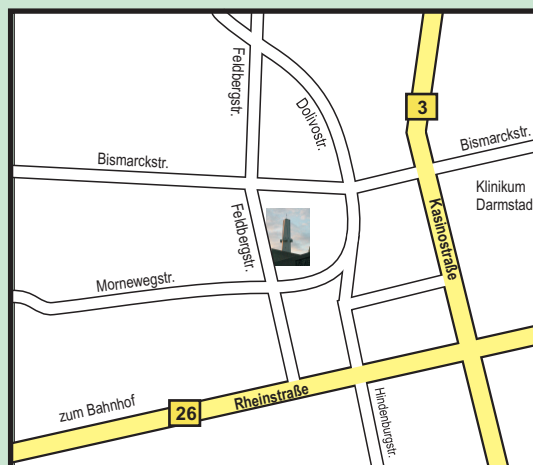 Feldbergstr.
Dolivostr.
3
Bismarckstr.
Bismarckstr.
Klinikum
Darmstad
Feldbergstr.
Kasinostraße
Mornewegstr.
zum Bahnhof
26
Rheinstraße
Hindenburgstr.